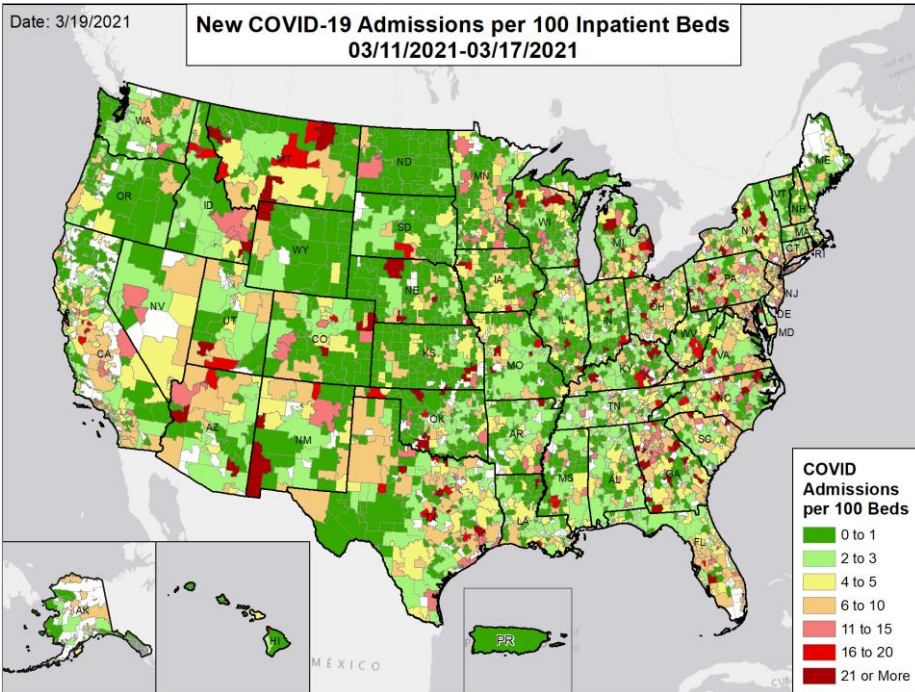 Date: 3/19/2021
New COVID-19 Admissions per 100 Inpatient Beds
03/11/2021-03/17/2021
WA
MT
ND
MN
ME
OR
ID
SD
WI
MI
VT
NH
NY
MA
CT
RI
WY
NE
IA
PA
NJ
NV
UT
CO
KS
MO
OH
WV
VA
DE
MD
CA
KY
AZ
NM
OK
AR
TN
NC
SC
MS
AL
GA
LA
FL
AK
HI
PR
MÉXICO
COVID
Admissions
per 100 Beds
0 to 1
2 to 3
4 to 5
6 to 10
11 to 15
16 to 20
21 or More